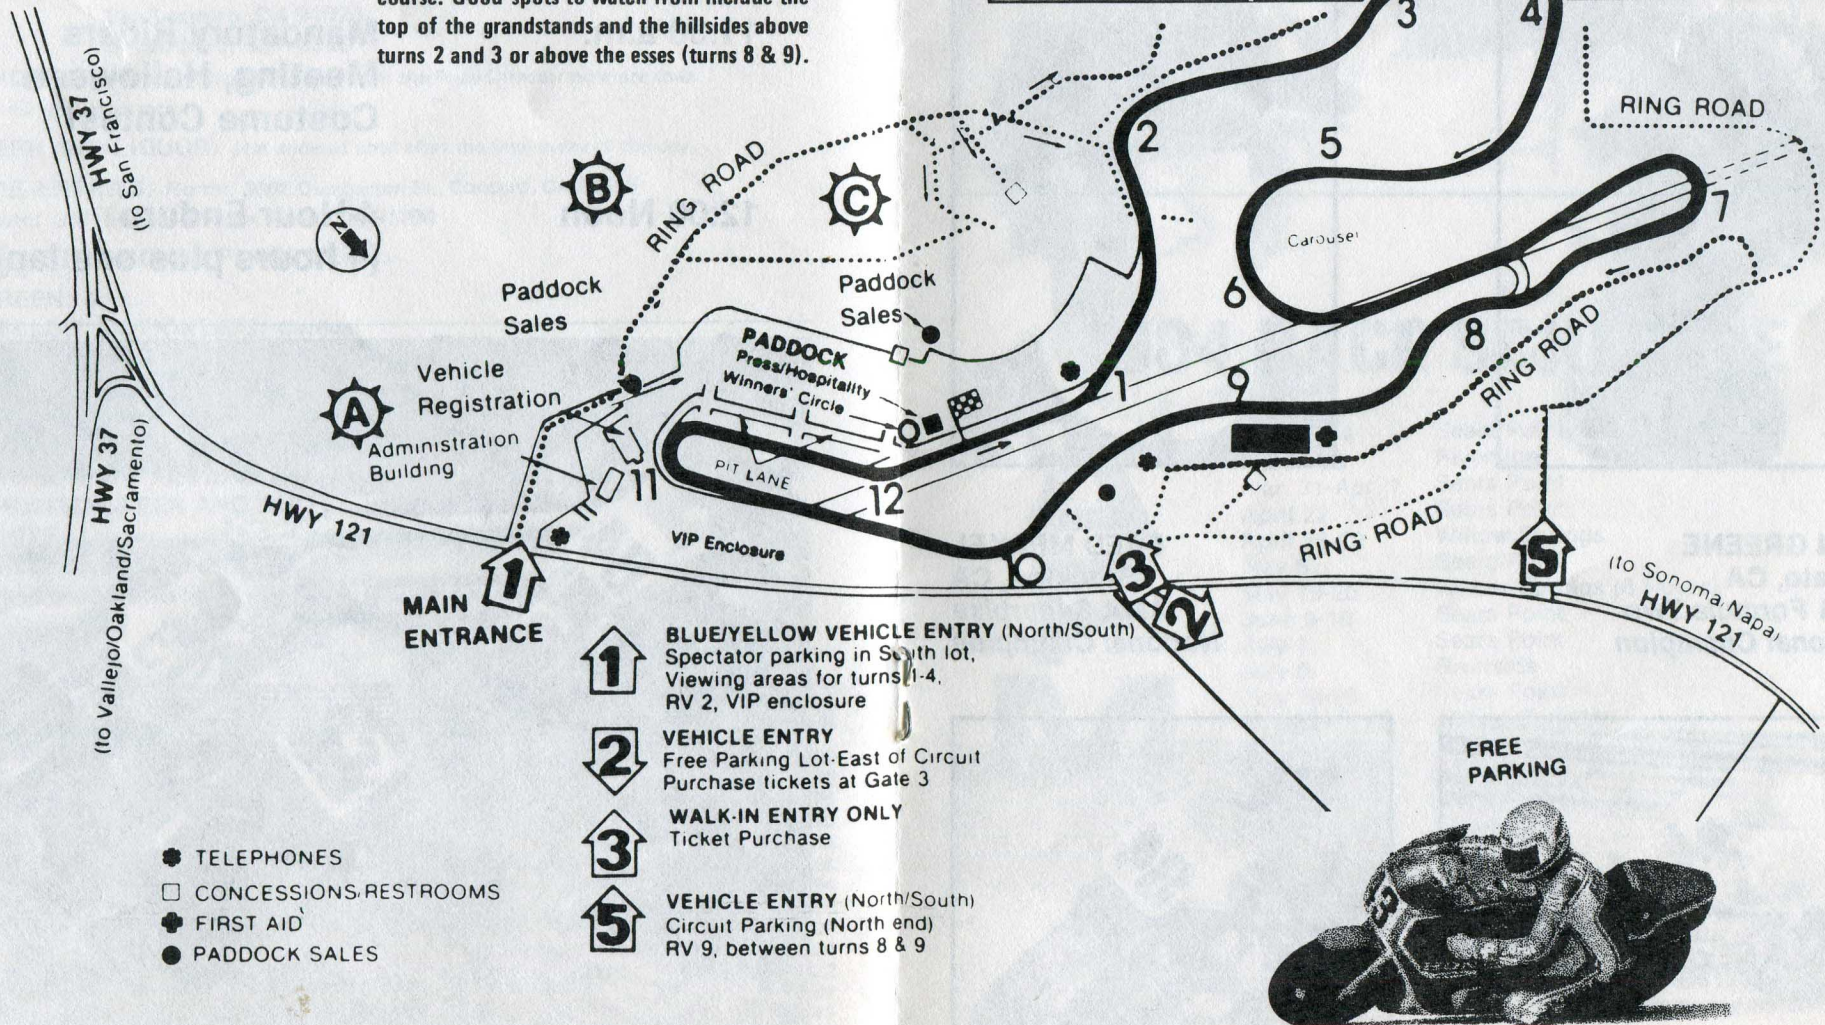 course. Good spots to watch from include the
top of the grandstands and the hillsides above
turns 2 and 3 or above the esses (turns 8 & 9).
3
4
HWY 37
(to San Francisco)
2
5
RING ROAD
B
RING ROAD
C
7
N
Carousel
Paddock
Sales
Paddock
Sales
6
8
RING ROAD
PADDOCK
Press/Hospitality
Winners' Circle
1
9
Vehicle
Registration
A
Administration
Building
11
PIT LANE
12
HWY 37
(to Vallejo/Oakland/Sacramento)
HWY 121
VIP Enclosure
RING ROAD
5
(to Sonoma/Napa)
HWY 121
1
3
2
MAIN
ENTRANCE
1
BLUE/YELLOW VEHICLE ENTRY (North/South)
Spectator parking in South lot,
Viewing areas for turns 1-4,
RV 2, VIP enclosure
2
VEHICLE ENTRY
Free Parking Lot-East of Circuit
Purchase tickets at Gate 3
FREE
PARKING
3
WALK-IN ENTRY ONLY
Ticket Purchase
5
VEHICLE ENTRY (North/South)
Circuit Parking (North end)
RV 9, between turns 8 & 9
TELEPHONES
CONCESSIONS/RESTROOMS
FIRST AID
PADDOCK SALES
3